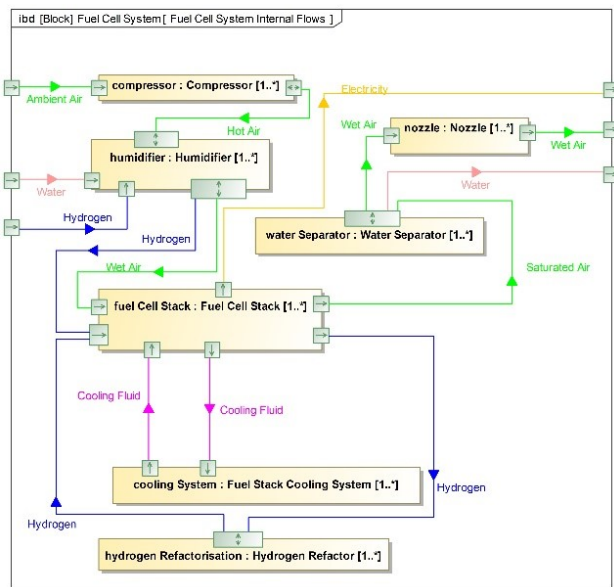 ibd [Block] Fuel Cell System[ Fuel Cell System Internal Flows ]
compressor : Compressor [1..*]
Electricity
Ambient Air
Hot Air
Wet Air
nozzle : Nozzle [1..*]
Wet Air
humidifier : Humidifier [1..*]
Water
Water
Hydrogen
Hydrogen
water Separator : Water Separator [1..*]
Wet Air
Saturated Air
fuel Cell Stack : Fuel Cell Stack [1..*]
Cooling Fluid
Cooling Fluid
cooling System : Fuel Stack Cooling System [1..*]
Hydrogen
Hydrogen
hydrogen Refactorisation : Hydrogen Refactor [1..*]